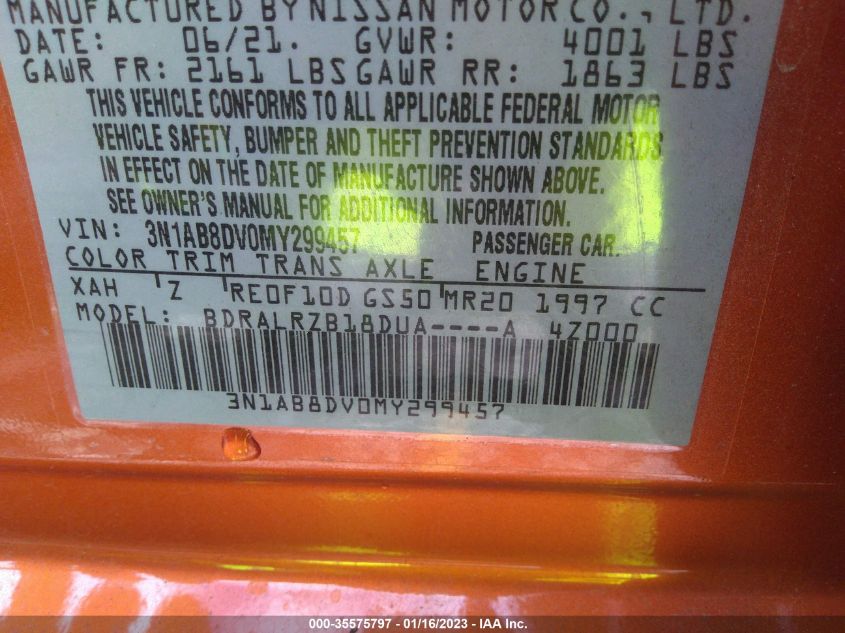 MANUFACTURED BY NISSAN MOTOR CO., LTD.
DATE: 06/21. GVWR: 4001 LBS
GAWR FR: 2161 LBS GAWR RR: 1863 LBS
THIS VEHICLE CONFORMS TO ALL APPLICABLE FEDERAL MOTOR
VEHICLE SAFETY, BUMPER AND THEFT PREVENTION STANDARDS
IN EFFECT ON THE DATE OF MANUFACTURE SHOWN ABOVE.
SEE OWNER'S MANUAL FOR ADDITIONAL INFORMATION.
VIN: 3N1AB8DV0MY299457 PASSENGER CAR.
COLOR TRIM TRANS AXLE ENGINE
XAH Z RE0F10D GS50 MR20 1997 CC
MODEL: BDRALRZB18DUA----A 4Z000
3N1AB8DV0MY299457
000-35575797 - 01/16/2023 - IAA Inc.